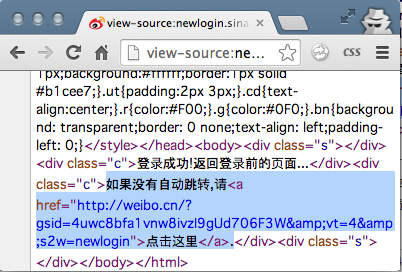 view-source:newlogin.sina
view-source:ne...
CSS
1px;background:#ffffff;border:1px solid
#b1cee7;}.ut{padding:2px 3px;}.cd{text-
align:center;}.r{color:#F00;}.g{color:#0F0;}.bn{backgro
und: transparent;border: 0 none;text-align: left;padding-
left: 0;}</style></head><body><div class="s"></div>
<div class="c">登录成功!返回登录前的页面...</div><div
class="c">如果没有自动跳转,请<a
href="http://weibo.cn/?
gsid=4uwc8bfa1vnw8ivzl9gUd706F3W&amp;vt=4&amp
;s2w=newlogin">点击这里</a>.</div><div class="s">
</div></body></html>